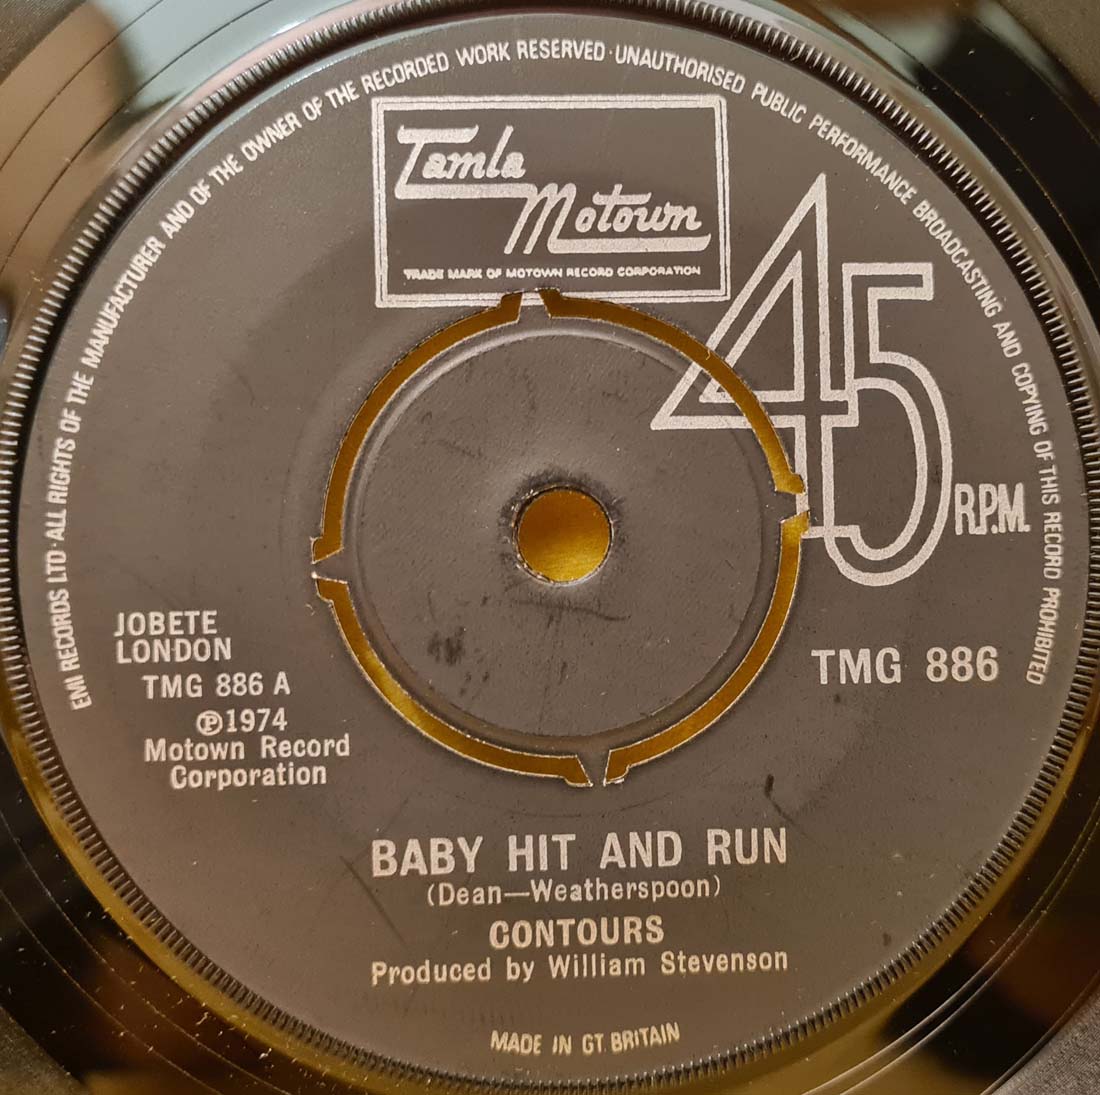 EMI RECORDS LTD · ALL RIGHTS OF THE MANUFACTURER AND OF THE OWNER OF THE RECORDED WORK RESERVED · UNAUTHORISED PUBLIC PERFORMANCE BROADCASTING AND COPYING OF THIS RECORD PROHIBITED
Tamla
Motown
TRADE MARK OF MOTOWN RECORD CORPORATION
45
R.P.M.
JOBETE
LONDON
TMG 886 A
℗1974
Motown Record
Corporation
TMG 886
BABY HIT AND RUN
(Dean—Weatherspoon)
CONTOURS
Produced by William Stevenson
MADE IN GT. BRITAIN